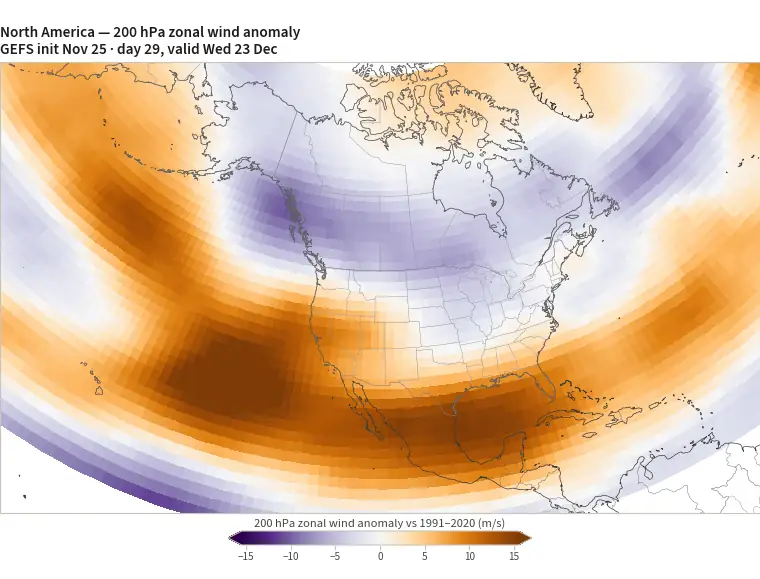 North America — 200 hPa zonal wind anomaly
GEFS init Nov 25 · day 29, valid Wed 23 Dec
200 hPa zonal wind anomaly vs 1991–2020 (m/s)
−15 −10 −5 0 5 10 15